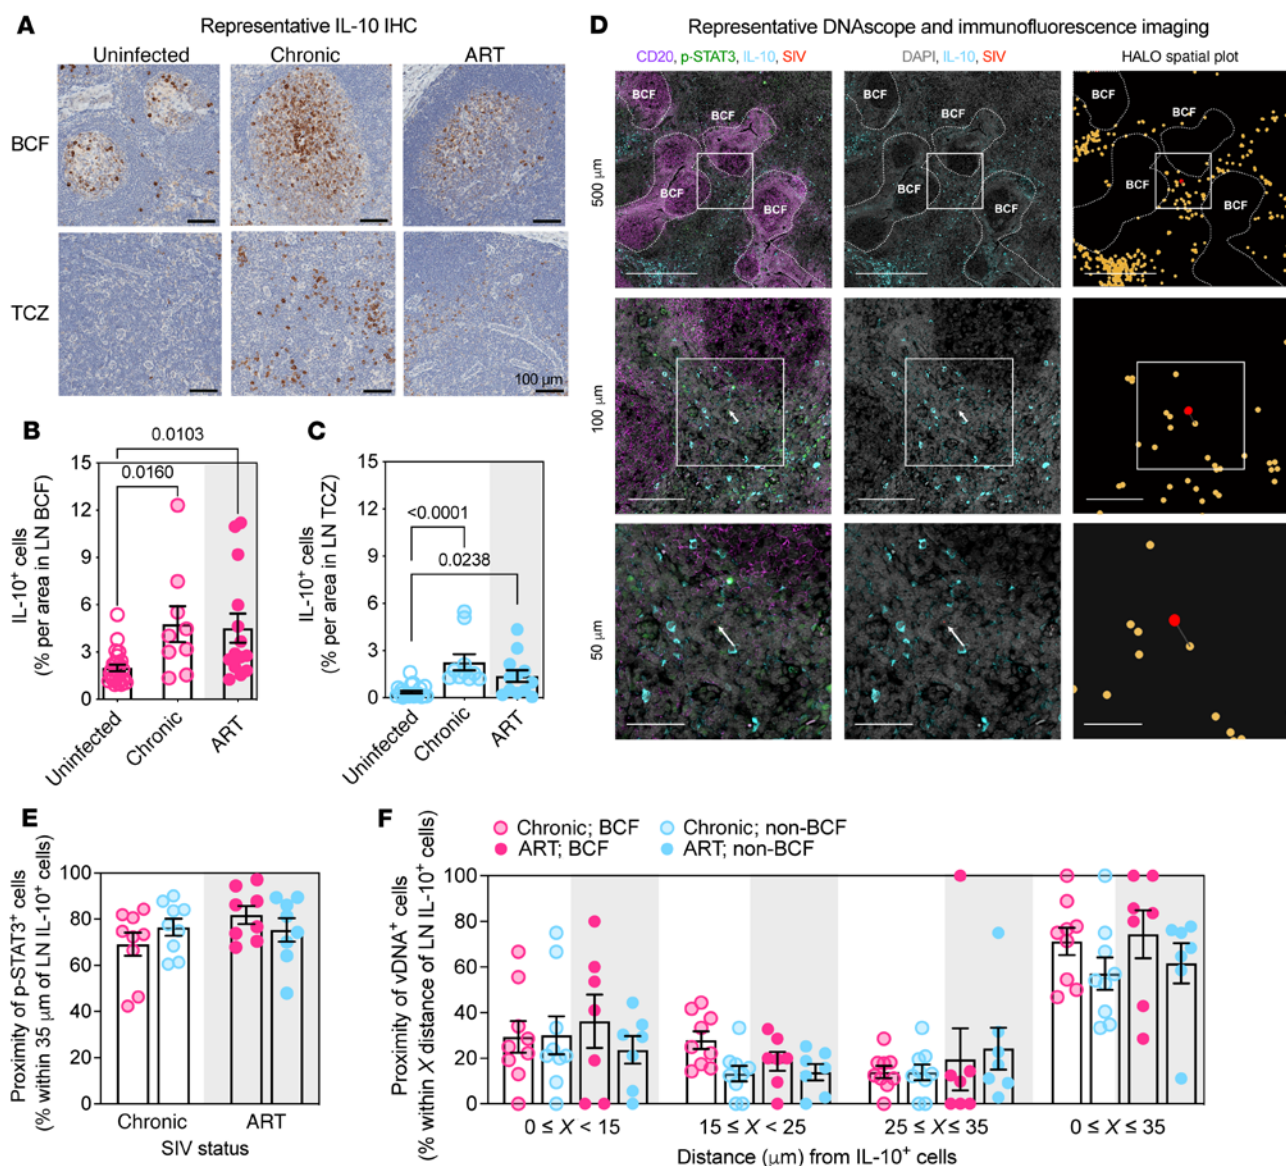 A
Representative IL-10 IHC
Uninfected
Chronic
ART
BCF
TCZ
100 μm
B
IL-10+ cells
(% per area in LN BCF)
15
12
9
6
3
0
0.0103
0.0160
Uninfected
Chronic
ART
C
IL-10+ cells
(% per area in LN TCZ)
15
12
9
6
3
0
<0.0001
0.0238
Uninfected
Chronic
ART
D
Representative DNAscope and immunofluorescence imaging
CD20, p-STAT3, IL-10, SIV
DAPI, IL-10, SIV
HALO spatial plot
500 μm
BCF
BCF
BCF
BCF
BCF
BCF
BCF
BCF
BCF
BCF
BCF
BCF
100 μm
50 μm
E
Proximity of p-STAT3+ cells
(% within 35 μm of LN IL-10+ cells)
100
80
60
40
20
0
Chronic
ART
SIV status
F
Chronic; BCF
Chronic; non-BCF
ART; BCF
ART; non-BCF
Proximity of vDNA+ cells
(% within X distance of LN IL-10+ cells)
100
80
60
40
20
0
0 ≤ X < 15
15 ≤ X < 25
25 ≤ X ≤ 35
0 ≤ X ≤ 35
Distance (μm) from IL-10+ cells